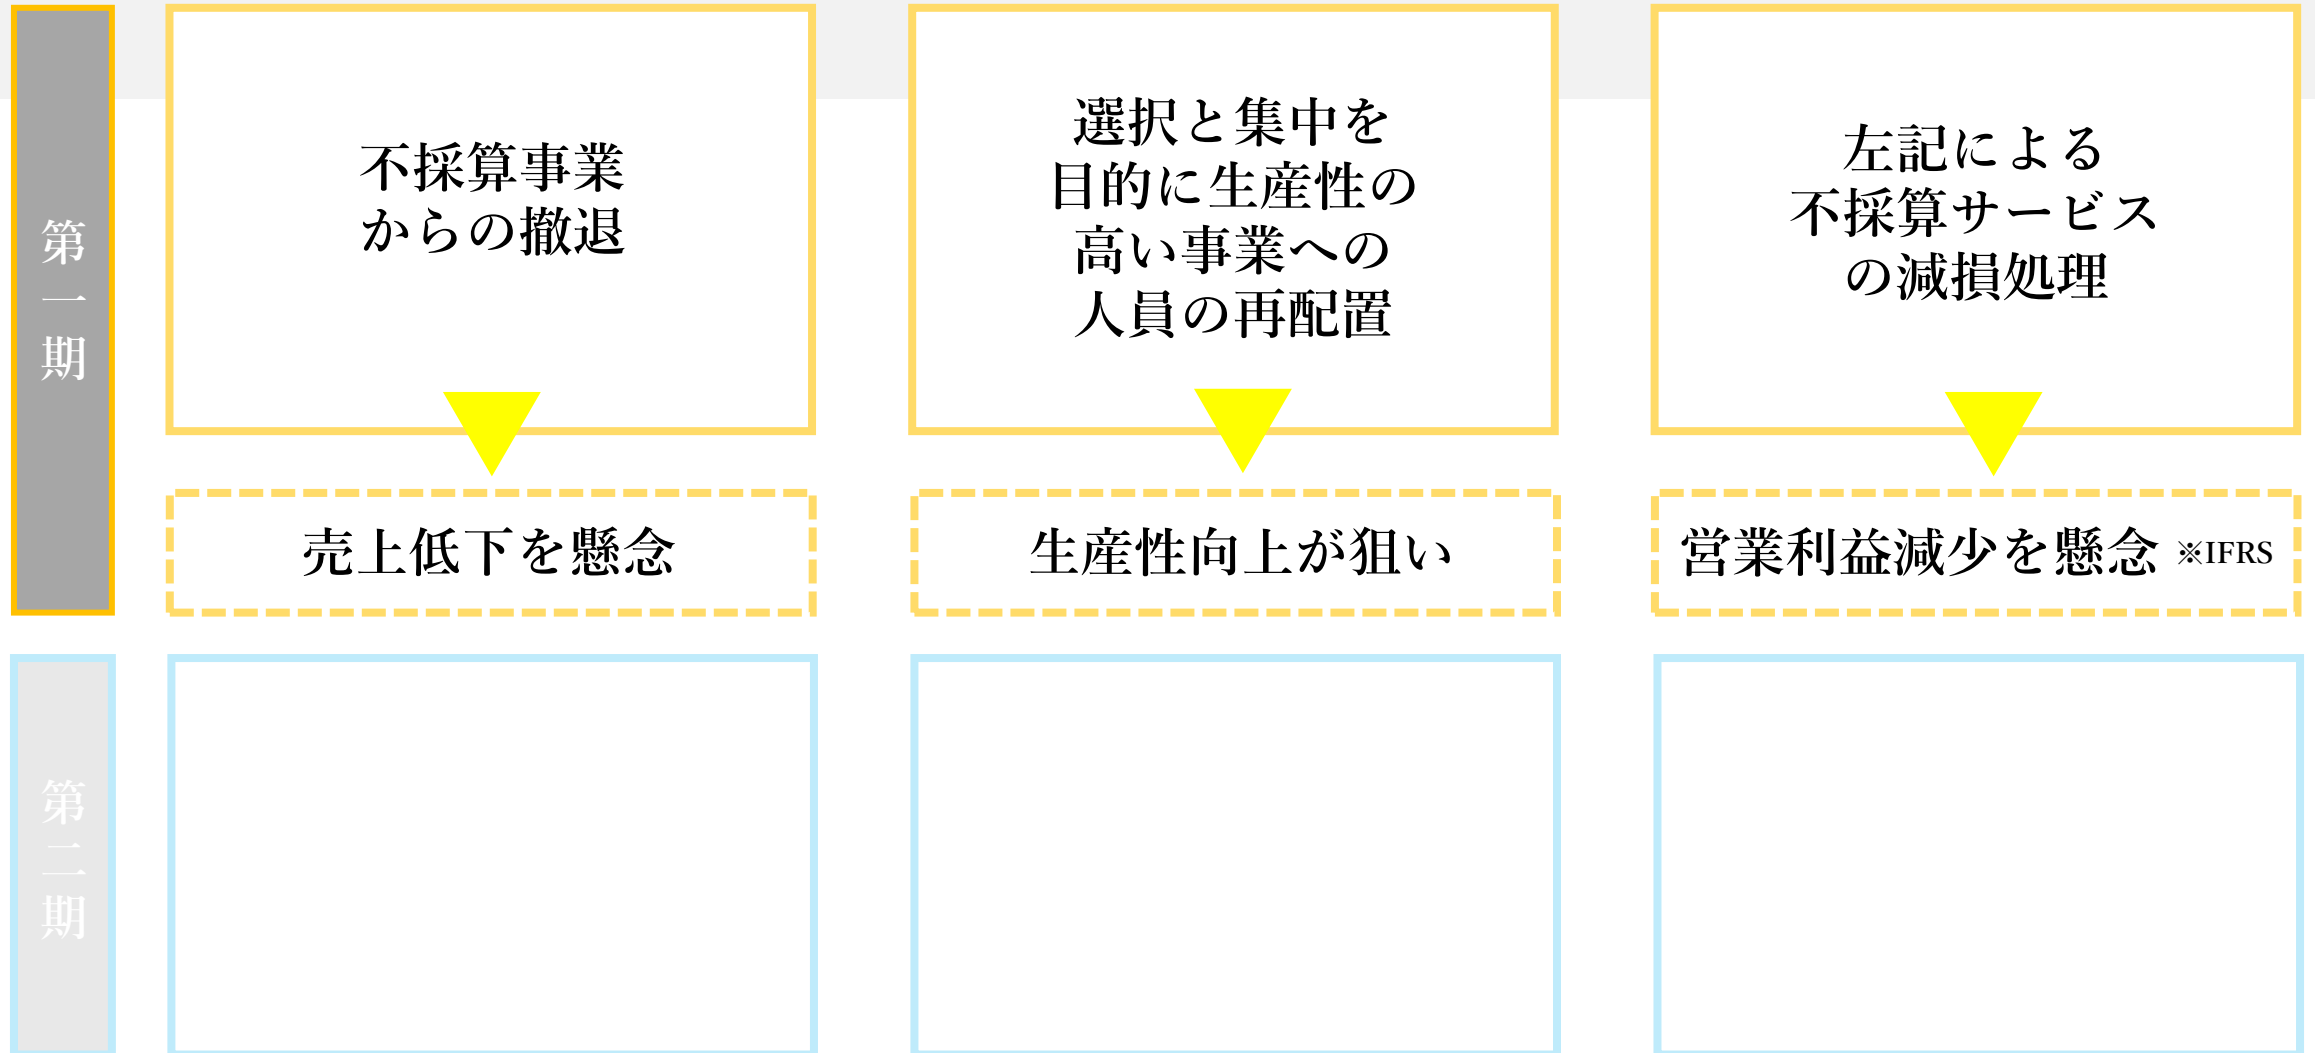 第一期
不採算事業
からの撤退
選択と集中を
目的に生産性の
高い事業への
人員の再配置
左記による
不採算サービス
の減損処理
売上低下を懸念
生産性向上が狙い
営業利益減少を懸念 ※IFRS
第二期